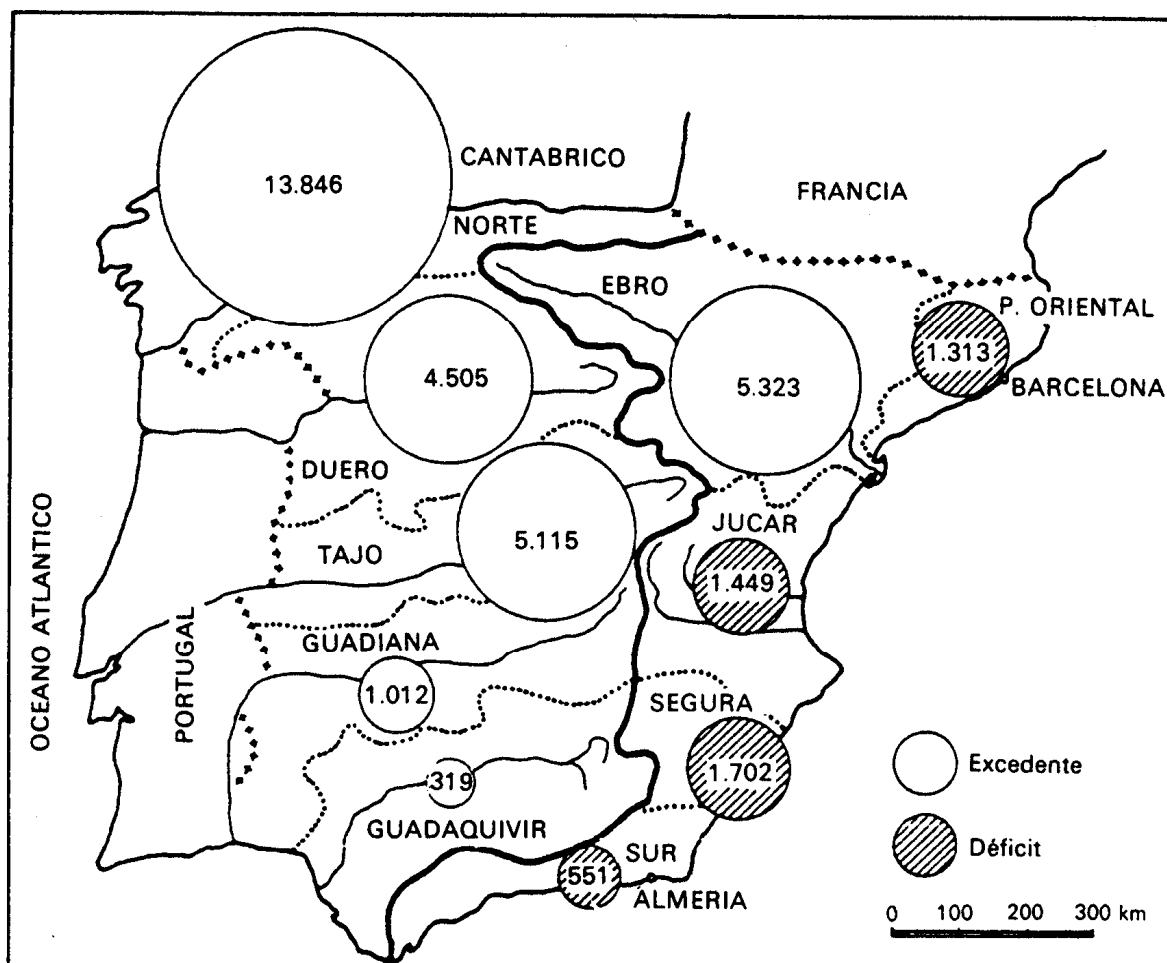 CANTABRICO
13.846
FRANCIA
NORTE
EBRO
P. ORIENTAL
1.313
4.505
5.323
BARCELONA
DUERO
JUCAR
TAJO
5.115
1.449
OCEANO ATLANTICO
PORTUGAL
GUADIANA
1.012
SEGURA
319
1.702
Excedente
GUADAQUIVIR
SUR
Déficit
551
ALMERIA
0 100 200 300 km